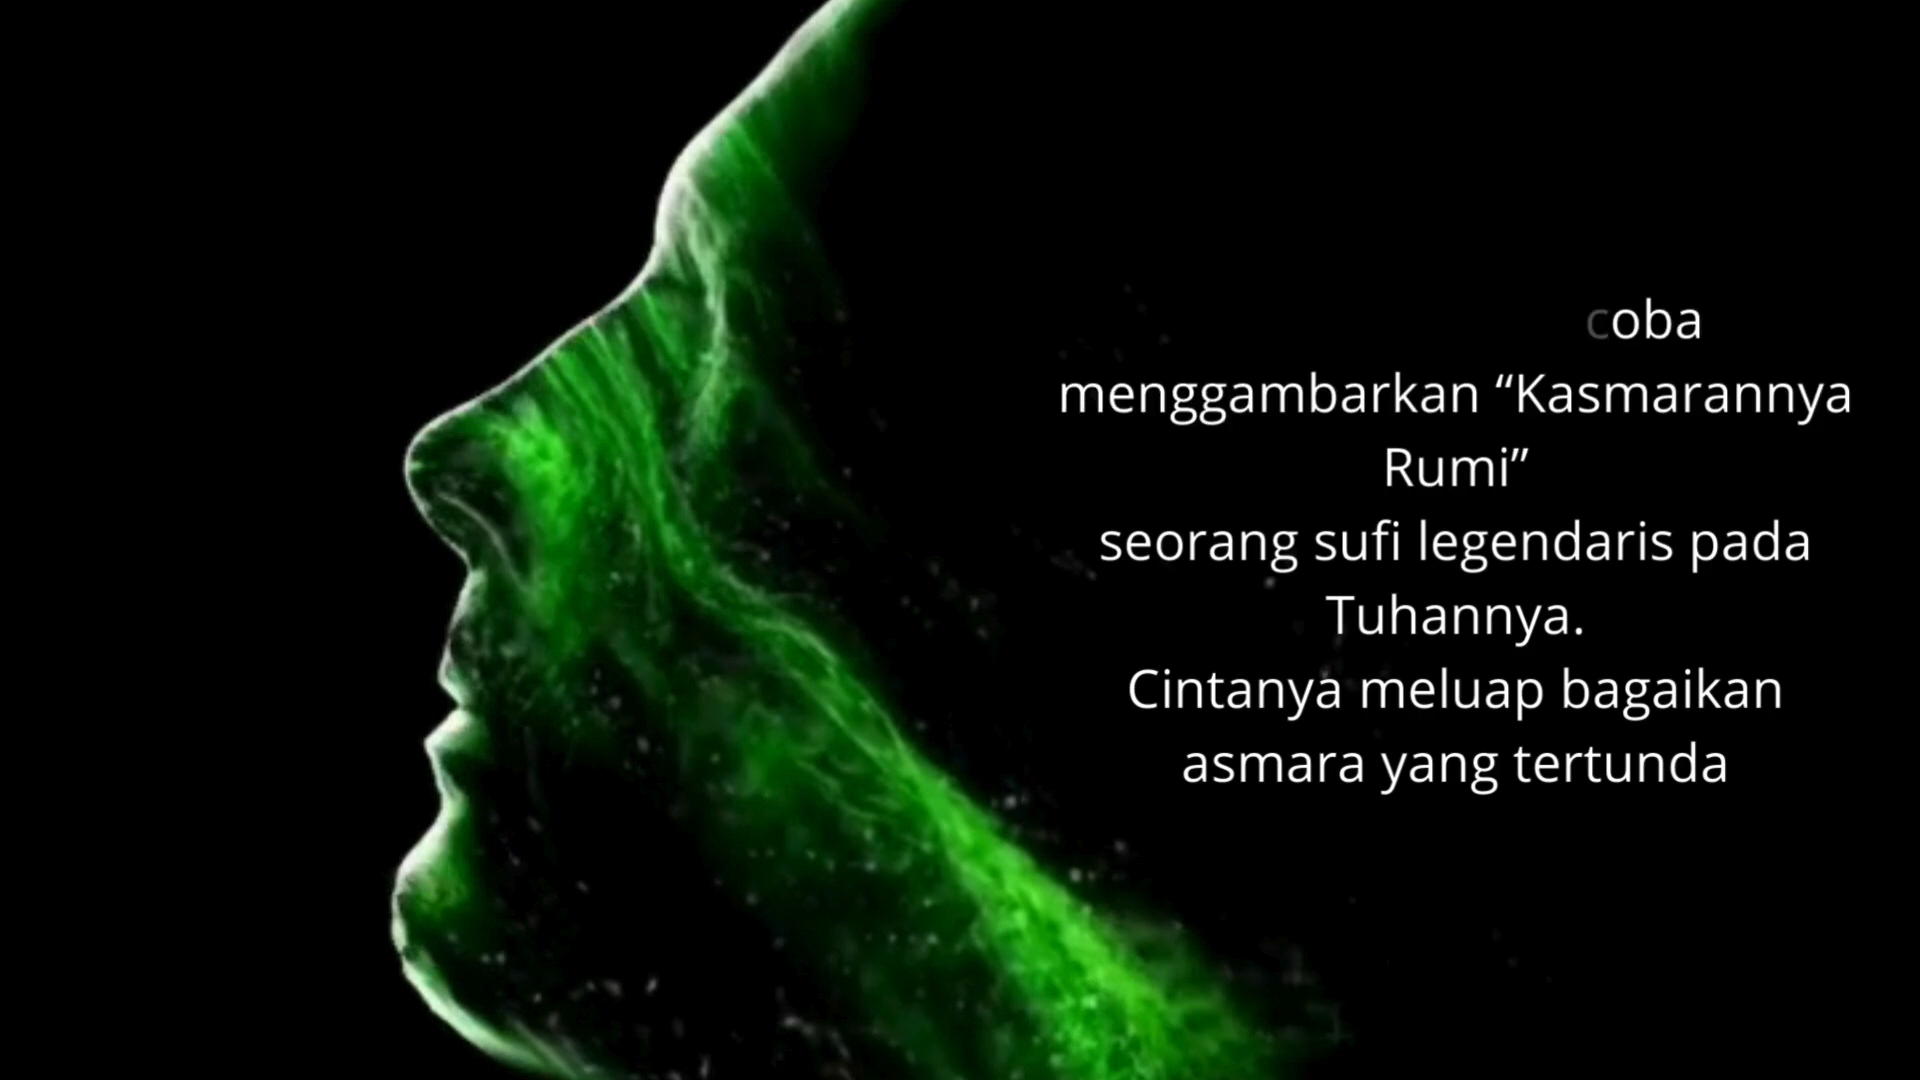 coba
menggambarkan “Kasmarannya
Rumi”
seorang sufi legendaris pada
Tuhannya.
Cintanya meluap bagaikan
asmara yang tertunda